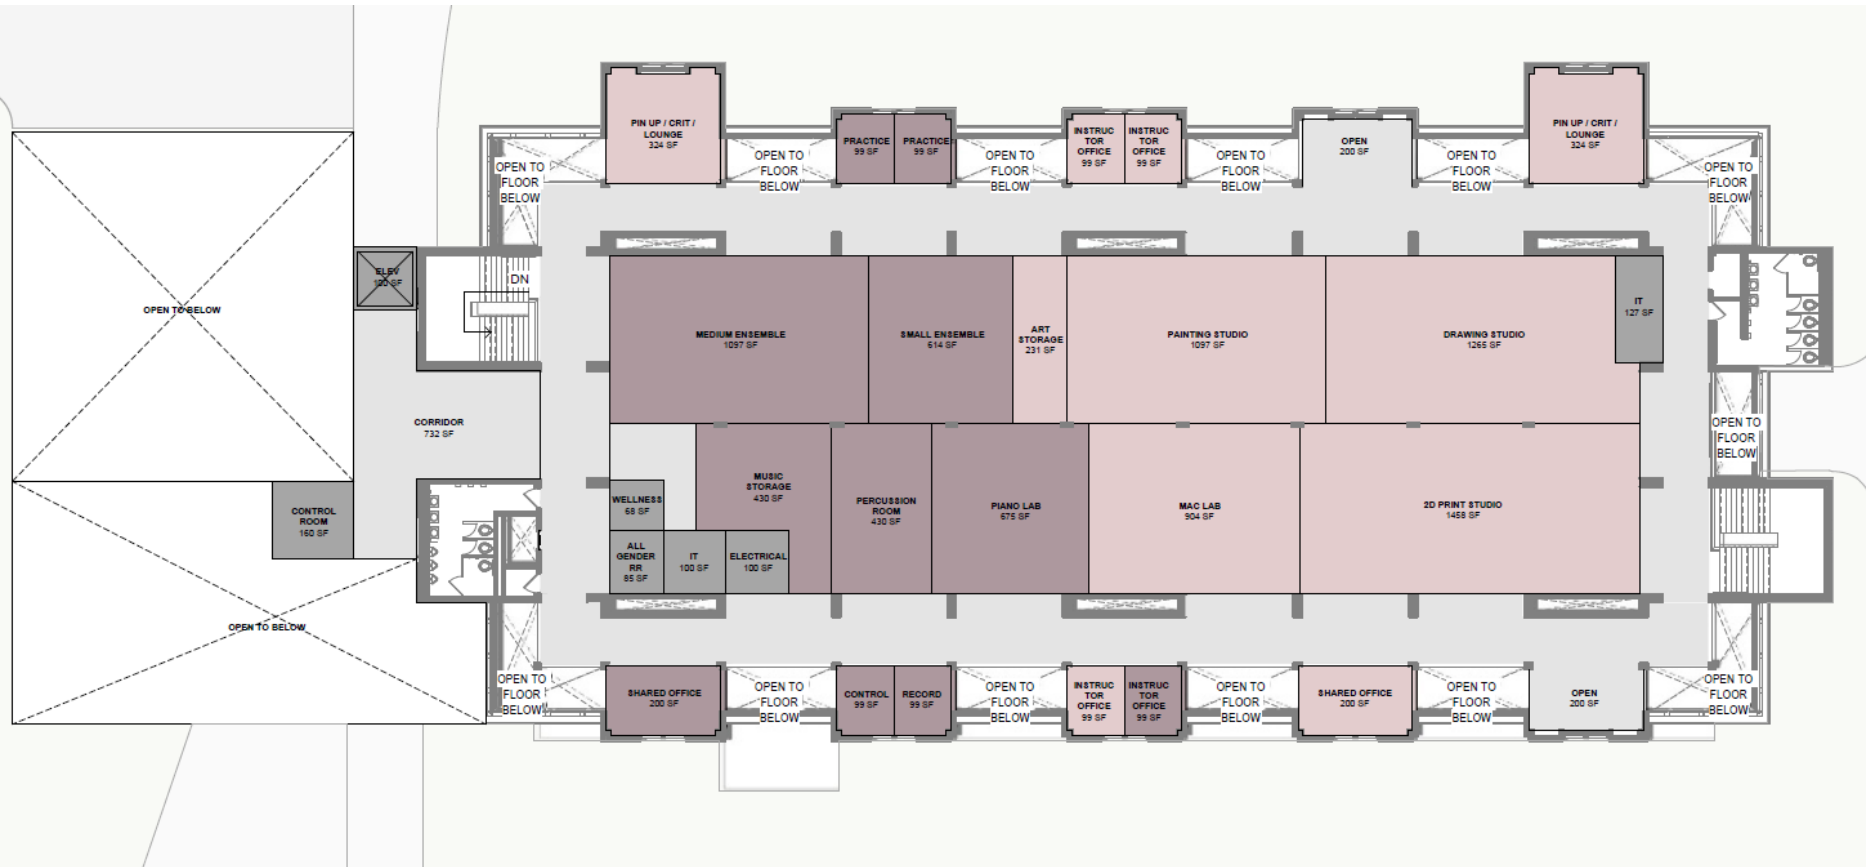 PIN UP / CRIT /
LOUNGE
324 SF
PRACTICE
99 SF
PRACTICE
99 SF
INSTRUC
TOR
OFFICE
99 SF
INSTRUC
TOR
OFFICE
99 SF
OPEN
200 SF
PIN UP / CRIT /
LOUNGE
324 SF
OPEN TO
FLOOR
BELOW
OPEN TO
FLOOR
BELOW
OPEN TO
FLOOR
BELOW
OPEN TO
FLOOR
BELOW
OPEN TO
FLOOR
BELOW
OPEN TO
FLOOR
BELOW
ELEV
100 SF
DN
OPEN TO BELOW
MEDIUM ENSEMBLE
1097 SF
SMALL ENSEMBLE
614 SF
ART
STORAGE
231 SF
PAINTING STUDIO
1097 SF
DRAWING STUDIO
1265 SF
IT
127 SF
CORRIDOR
732 SF
OPEN TO
FLOOR
BELOW
CONTROL
ROOM
160 SF
WELLNESS
68 SF
MUSIC
STORAGE
430 SF
PERCUSSION
ROOM
430 SF
PIANO LAB
675 SF
MAC LAB
904 SF
2D PRINT STUDIO
1458 SF
ALL
GENDER
RR
85 SF
IT
100 SF
ELECTRICAL
100 SF
OPEN TO BELOW
OPEN TO
FLOOR
BELOW
SHARED OFFICE
200 SF
OPEN TO
FLOOR
BELOW
CONTROL
99 SF
RECORD
99 SF
OPEN TO
FLOOR
BELOW
INSTRUC
TOR
OFFICE
99 SF
INSTRUC
TOR
OFFICE
99 SF
OPEN TO
FLOOR
BELOW
SHARED OFFICE
200 SF
OPEN TO
FLOOR
BELOW
OPEN
200 SF
OPEN TO
FLOOR
BELOW